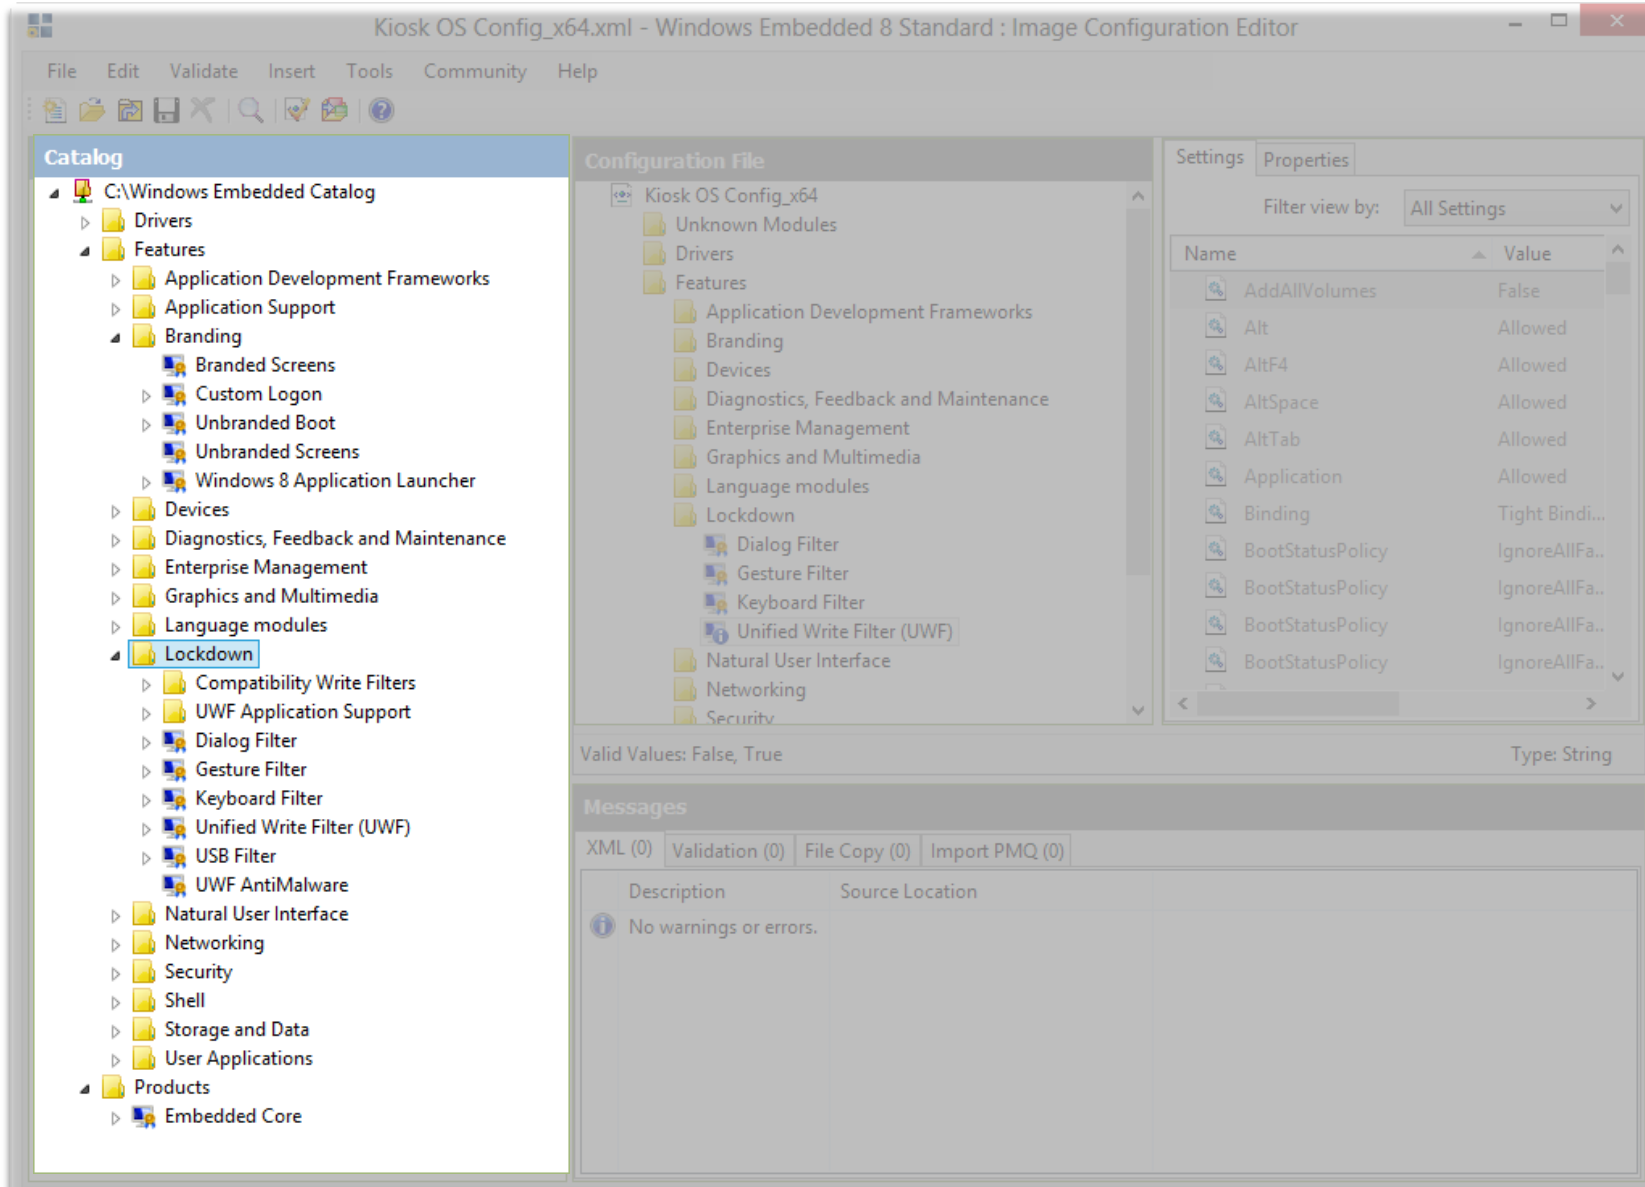 Kiosk OS Config_x64.xml - Windows Embedded 8 Standard : Image Configuration Editor
File Edit Validate Insert Tools Community Help
Catalog
C:\Windows Embedded Catalog
Drivers
Features
Application Development Frameworks
Application Support
Branding
Branded Screens
Custom Logon
Unbranded Boot
Unbranded Screens
Windows 8 Application Launcher
Devices
Diagnostics, Feedback and Maintenance
Enterprise Management
Graphics and Multimedia
Language modules
Lockdown
Compatibility Write Filters
UWF Application Support
Dialog Filter
Gesture Filter
Keyboard Filter
Unified Write Filter (UWF)
USB Filter
UWF AntiMalware
Natural User Interface
Networking
Security
Shell
Storage and Data
User Applications
Products
Embedded Core
Configuration File
Kiosk OS Config_x64
Unknown Modules
Drivers
Features
Application Development Frameworks
Branding
Devices
Diagnostics, Feedback and Maintenance
Enterprise Management
Graphics and Multimedia
Language modules
Lockdown
Dialog Filter
Gesture Filter
Keyboard Filter
Unified Write Filter (UWF)
Natural User Interface
Networking
Security
Settings Properties
Filter view by: All Settings
Name Value
AddAllVolumes False
Alt Allowed
AltF4 Allowed
AltSpace Allowed
AltTab Allowed
Application Allowed
Binding Tight Bindi...
BootStatusPolicy IgnoreAllFa...
BootStatusPolicy IgnoreAllFa...
BootStatusPolicy IgnoreAllFa...
BootStatusPolicy IgnoreAllFa...
Valid Values: False, True Type: String
Messages
XML (0) Validation (0) File Copy (0) Import PMQ (0)
Description Source Location
No warnings or errors.